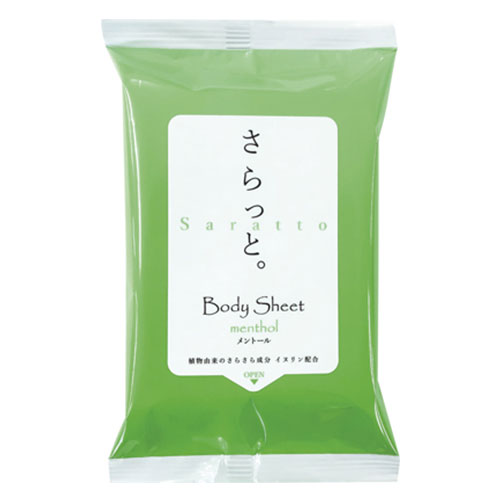 さらっと。
Saratto
Body Sheet
menthol
メントール
植物由来のさらさら成分 イヌリン配合
OPEN